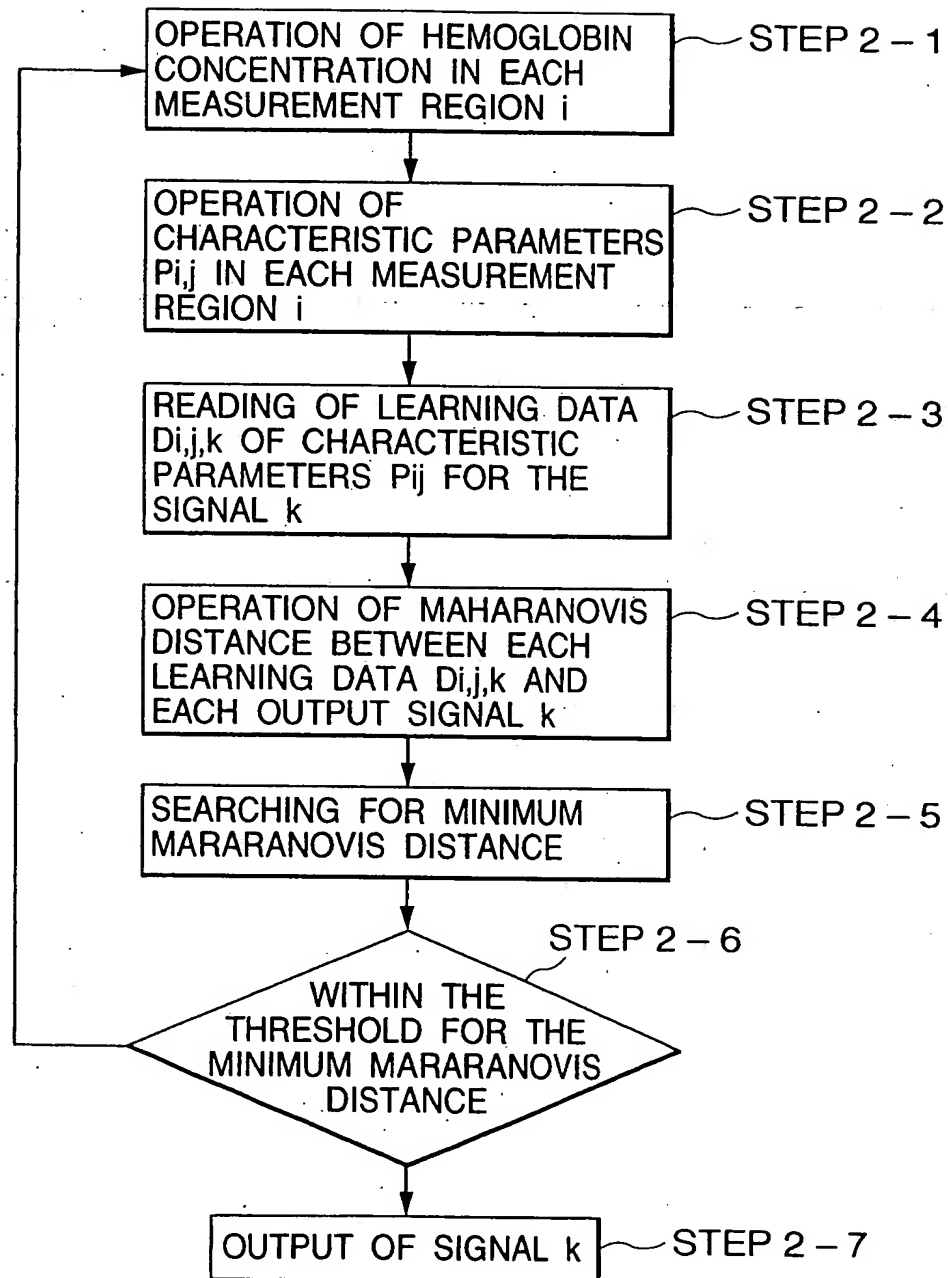 OPERATION OF HEMOGLOBIN
CONCENTRATION IN EACH
MEASUREMENT REGION i
STEP 2-1
OPERATION OF
CHARACTERISTIC PARAMETERS
Pi,j IN EACH MEASUREMENT
REGION i
STEP 2-2
READING OF LEARNING DATA
Di,j,k OF CHARACTERISTIC
PARAMETERS Pij FOR THE
SIGNAL k
STEP 2-3
OPERATION OF MAHARANOVIS
DISTANCE BETWEEN EACH
LEARNING DATA Di,j,k AND
EACH OUTPUT SIGNAL k
STEP 2-4
SEARCHING FOR MINIMUM
MARARANOVIS DISTANCE
STEP 2-5
STEP 2-6
WITHIN THE
THRESHOLD FOR THE
MINIMUM MARARANOVIS
DISTANCE
OUTPUT OF SIGNAL k
STEP 2-7